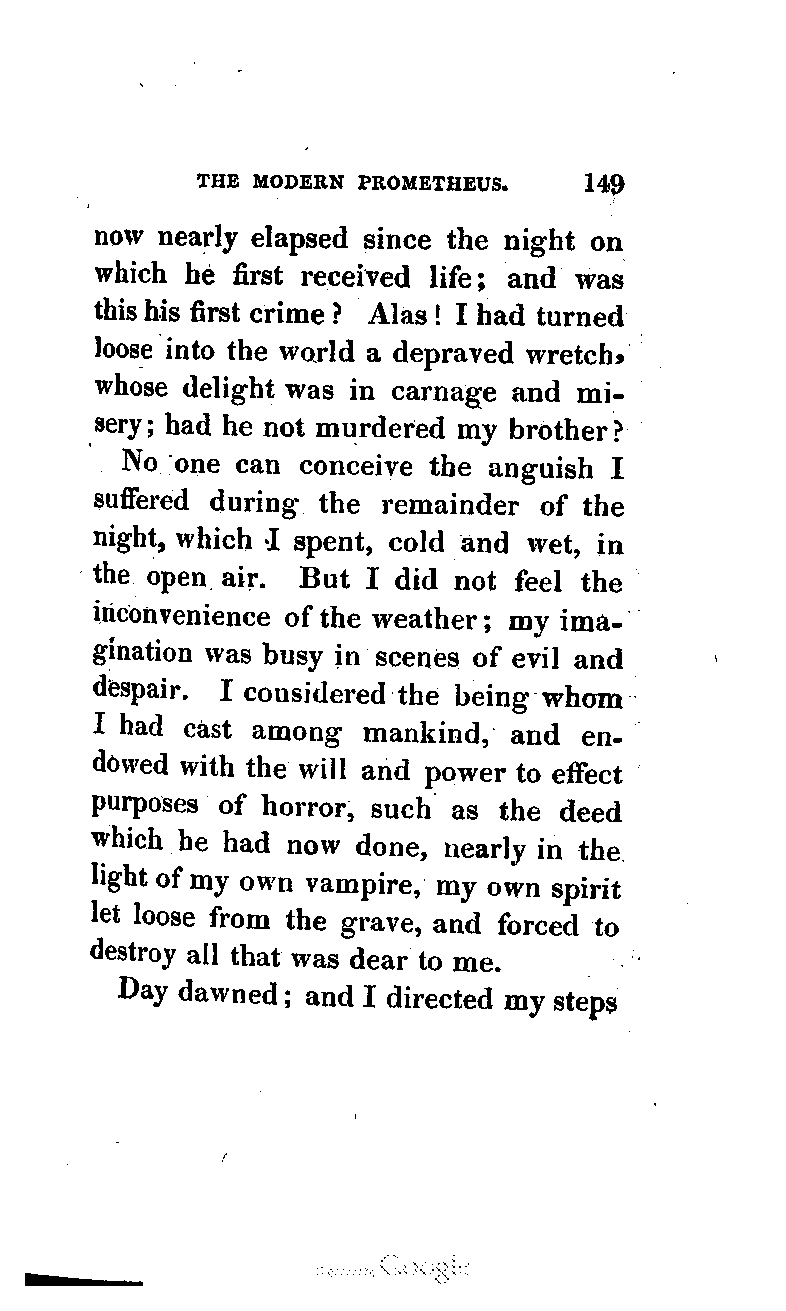 THE MODERN PROMETHEUS. 149
now nearly elapsed since the night on
which he first received life; and was
this his first crime? Alas! I had turned
loose into the world a depraved wretch,
whose delight was in carnage and mi-
sery; had he not murdered my brother?
No one can conceive the anguish I
suffered during the remainder of the
night, which I spent, cold and wet, in
the open air. But I did not feel the
inconvenience of the weather; my ima-
gination was busy in scenes of evil and
despair. I considered the being whom
I had cast among mankind, and en-
dowed with the will and power to effect
purposes of horror, such as the deed
which he had now done, nearly in the
light of my own vampire, my own spirit
let loose from the grave, and forced to
destroy all that was dear to me.
Day dawned; and I directed my steps
Google